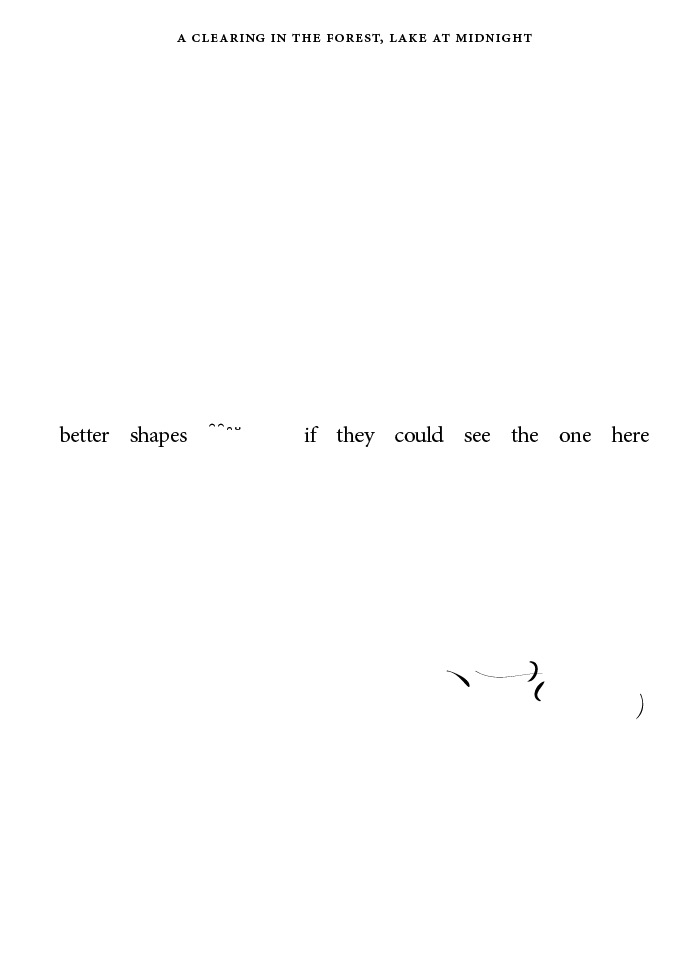 A CLEARING IN THE FOREST, LAKE AT MIDNIGHT
better shapes if they could see the one here
)